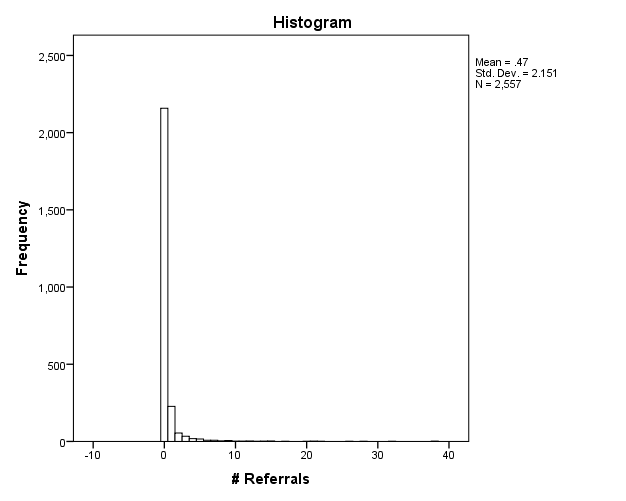 Histogram
Mean = .47
Std. Dev. = 2.151
N = 2,557
2,500
2,000
1,500
1,000
500
0
Frequency
-10 0 10 20 30 40
# Referrals